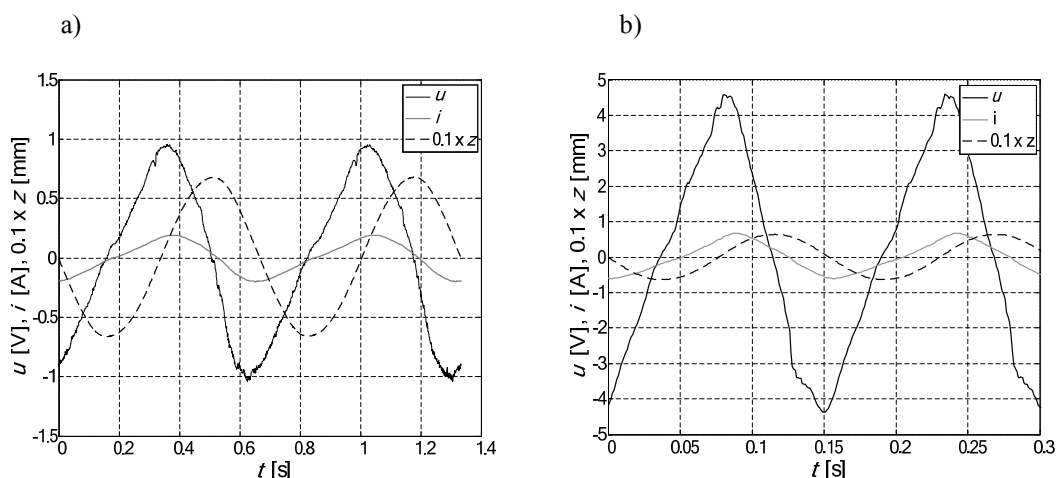 a)
1.5
1
0.5
0
-0.5
-1
-1.5
u [V], i [A], 0.1 x z [mm]
0 0.2 0.4 0.6 0.8 1 1.2 1.4
t [s]
u
i
0.1 x z
b)
5
4
3
2
1
0
-1
-2
-3
-4
-5
u [V], i [A], 0.1 x z [mm]
0 0.05 0.1 0.15 0.2 0.25 0.3
t [s]
u
i
0.1 x z